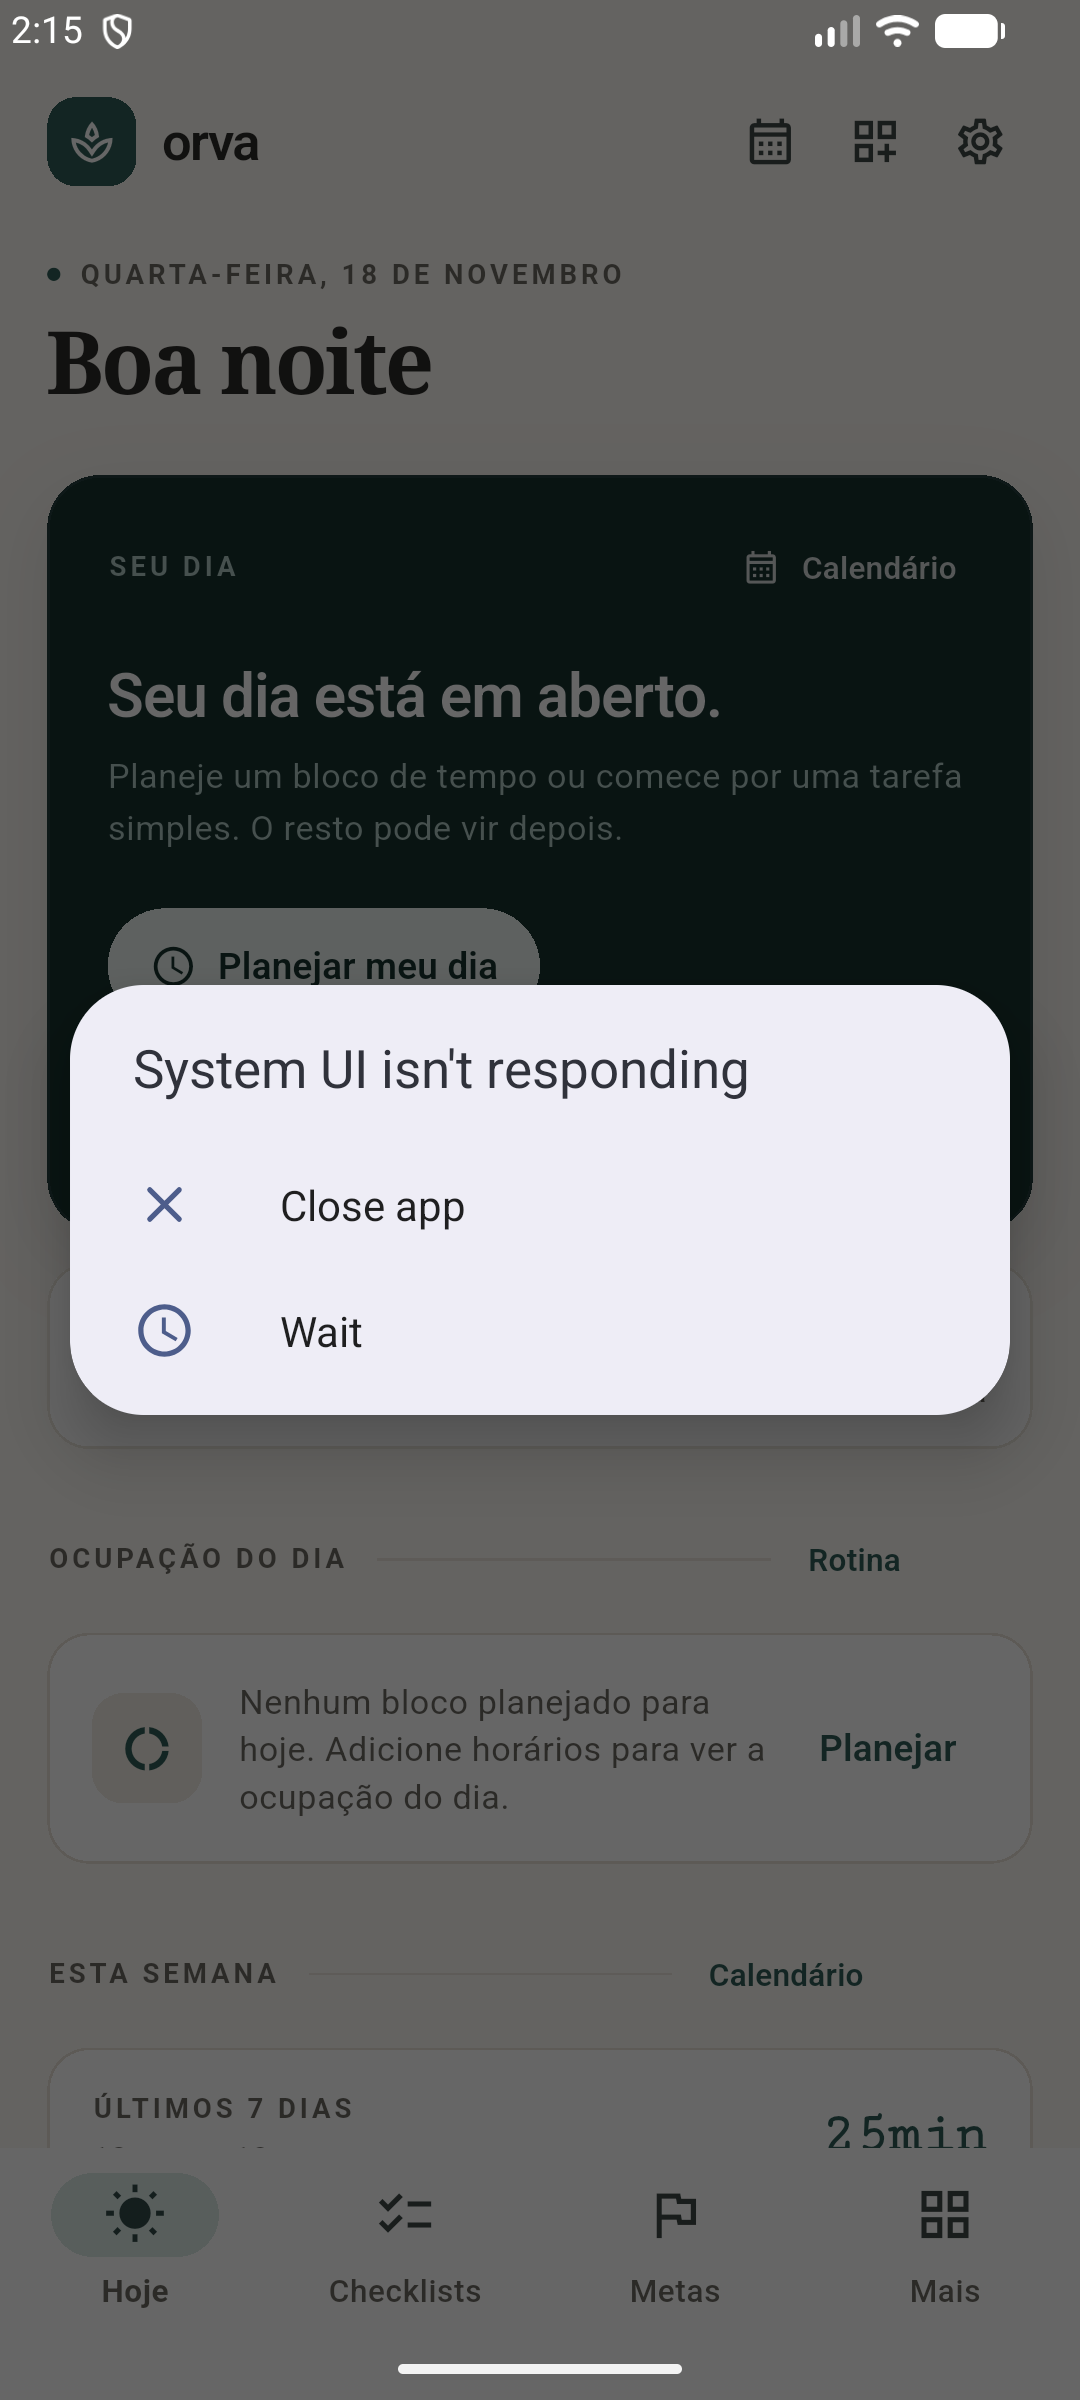 2:15
orva
QUARTA-FEIRA, 18 DE NOVEMBRO
Boa noite
SEU DIA
Calendário
Seu dia está em aberto.
Planeje um bloco de tempo ou comece por uma tarefa
simples. O resto pode vir depois.
Planejar meu dia
System UI isn't responding
Close app
Wait
OCUPAÇÃO DO DIA
Rotina
Nenhum bloco planejado para
hoje. Adicione horários para ver a
ocupação do dia.
Planejar
ESTA SEMANA
Calendário
ÚLTIMOS 7 DIAS
25min
Hoje
Checklists
Metas
Mais